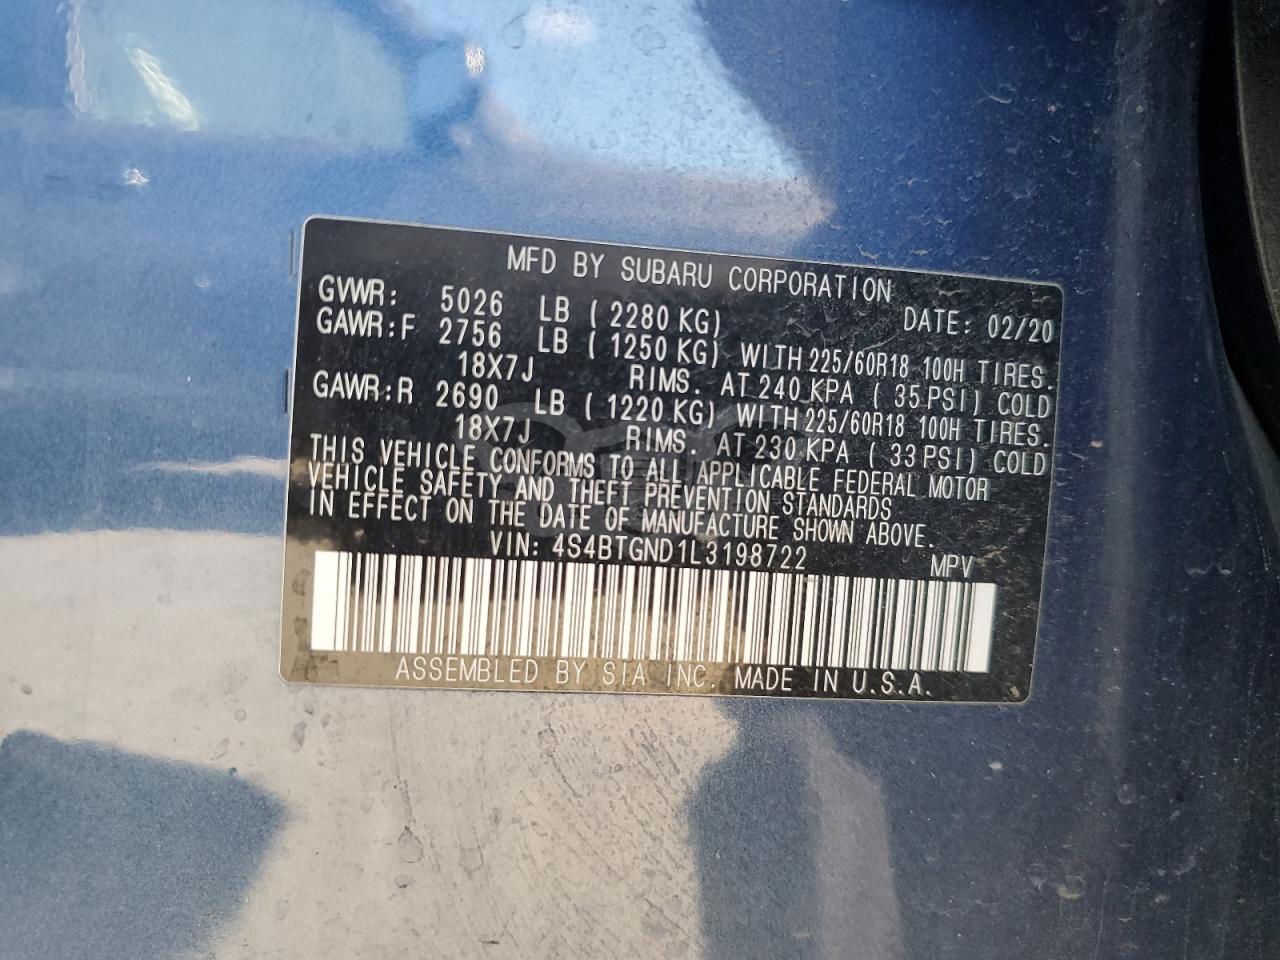 MFD BY SUBARU CORPORATION
GVWR: 5026 LB ( 2280 KG) DATE: 02/20
GAWR:F 2756 LB ( 1250 KG) WITH 225/60R18 100H TIRES.
18X7J RIMS. AT 240 KPA ( 35 PSI) COLD
GAWR:R 2690 LB ( 1220 KG) WITH 225/60R18 100H TIRES.
18X7J RIMS. AT 230 KPA ( 33 PSI) COLD
THIS VEHICLE CONFORMS TO ALL APPLICABLE FEDERAL MOTOR
VEHICLE SAFETY AND THEFT PREVENTION STANDARDS
IN EFFECT ON THE DATE OF MANUFACTURE SHOWN ABOVE.
VIN: 4S4BTGND1L3198722 MPV
ASSEMBLED BY SIA INC. MADE IN U.S.A.